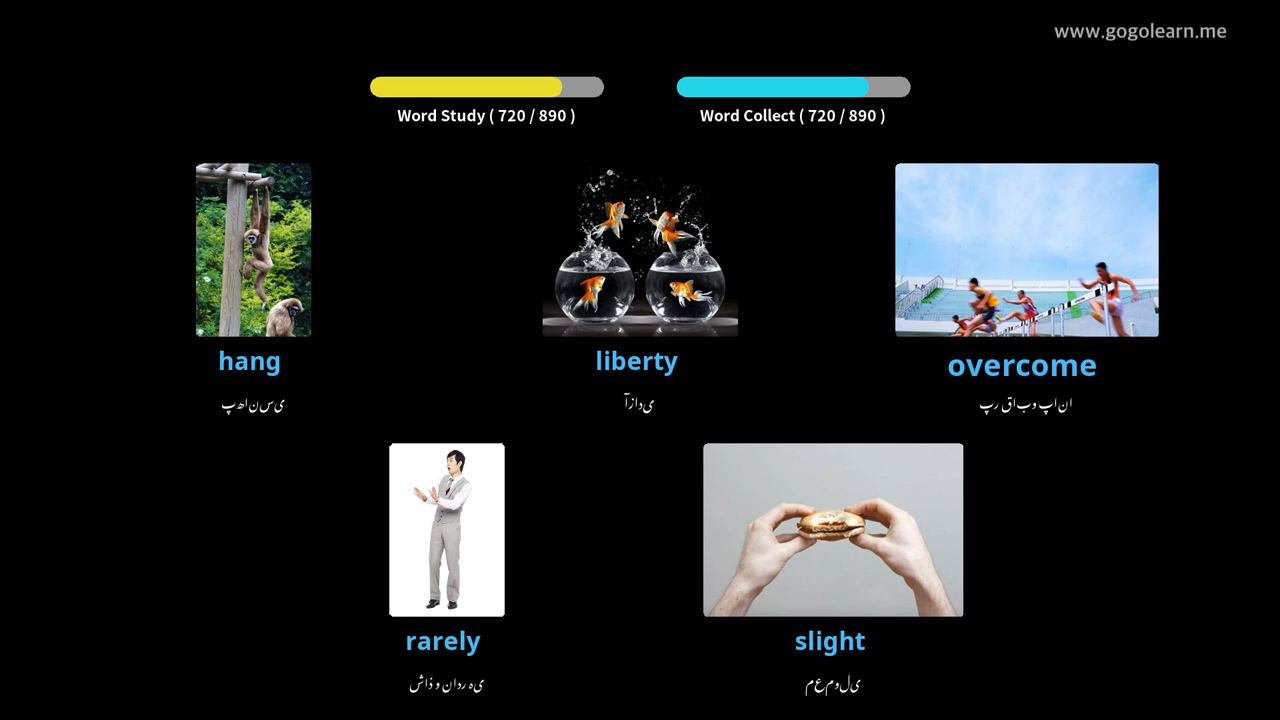 www.gogolearn.me
Word Study ( 720 / 890 )
Word Collect ( 720 / 890 )
hang
liberty
overcome
پھانسی
آزادی
پر قابو پانا
rarely
slight
شاذ و نادر ہی
معمولی